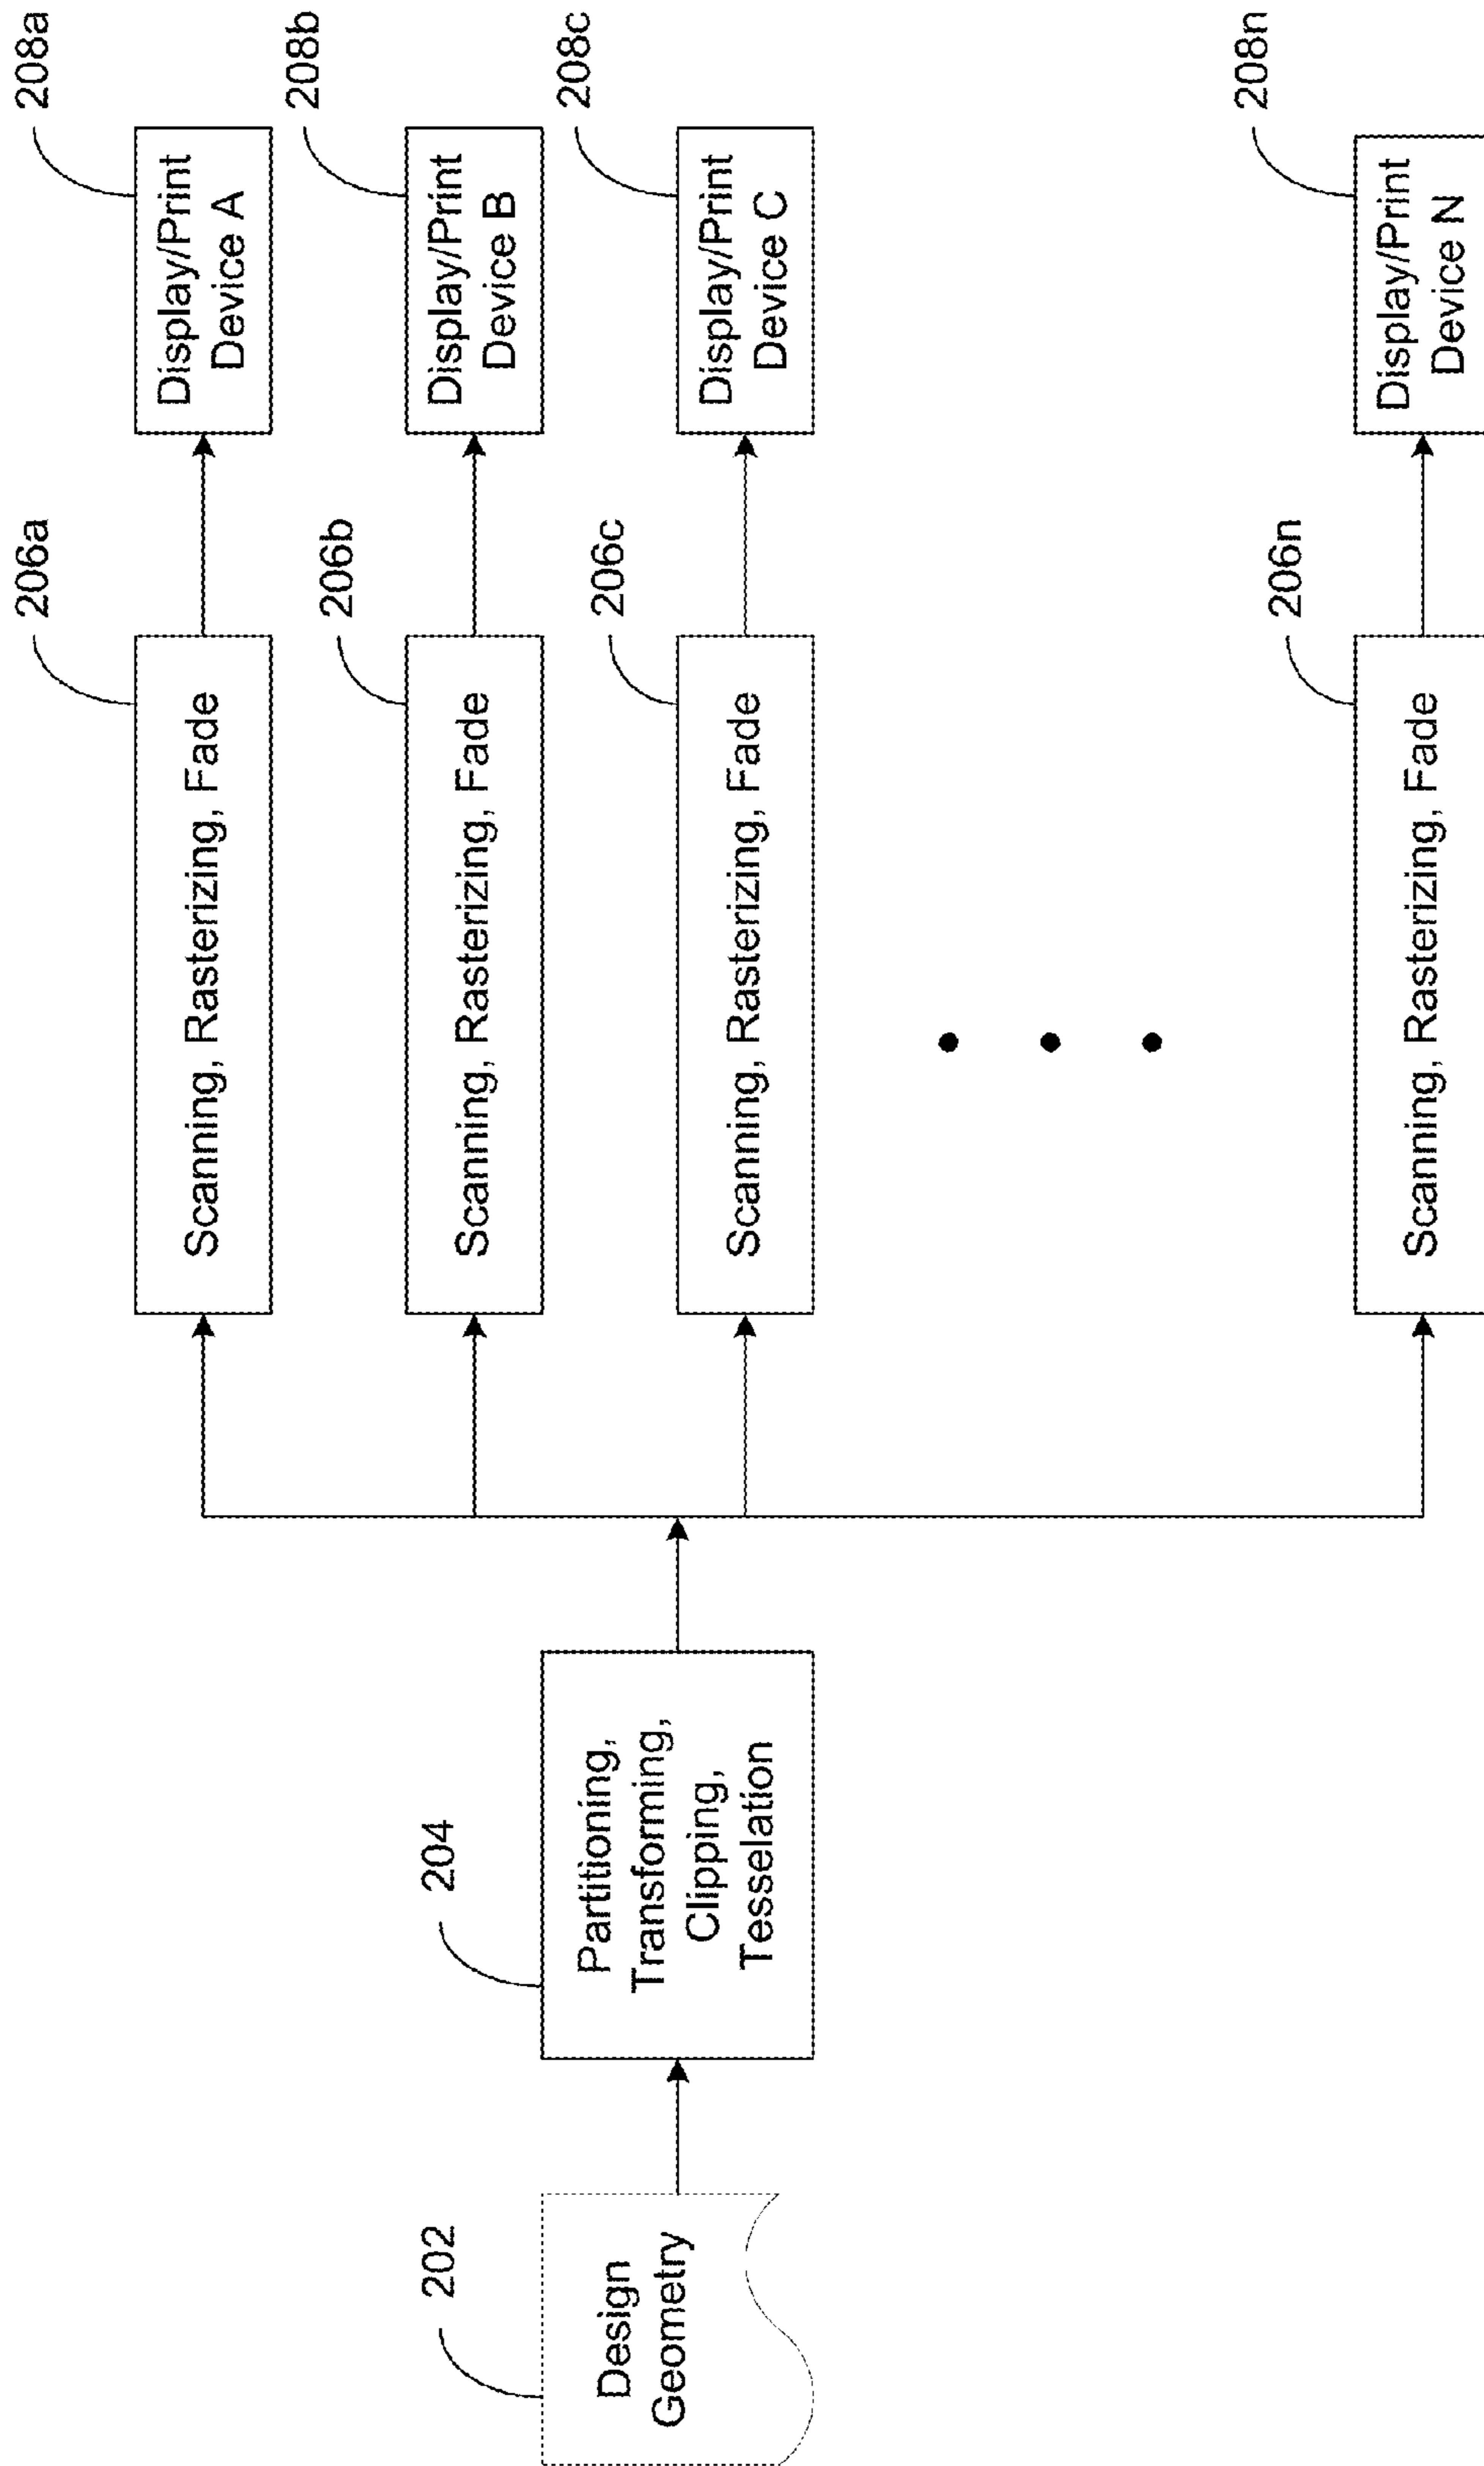 202
Design
Geometry
204
Partitioning,
Transforming,
Clipping,
Tesselation
206a
Scanning, Rasterizing, Fade
208a
Display/Print
Device A
206b
Scanning, Rasterizing, Fade
208b
Display/Print
Device B
206c
Scanning, Rasterizing, Fade
208c
Display/Print
Device C
206n
Scanning, Rasterizing, Fade
208n
Display/Print
Device N